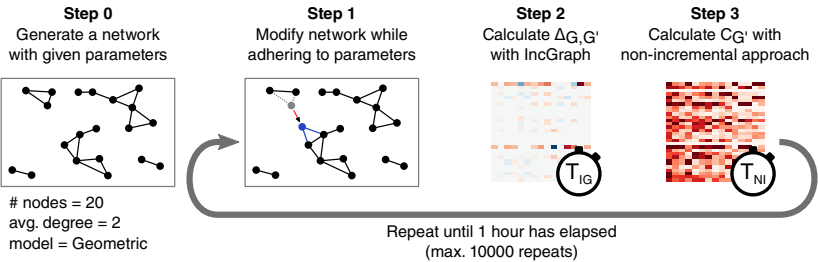 Step 0
Generate a network
with given parameters
# nodes = 20
avg. degree = 2
model = Geometric
Step 1
Modify network while
adhering to parameters
Step 2
Calculate ΔG,G'
with IncGraph
TIG
Step 3
Calculate CG' with
non-incremental approach
TNI
Repeat until 1 hour has elapsed
(max. 10000 repeats)